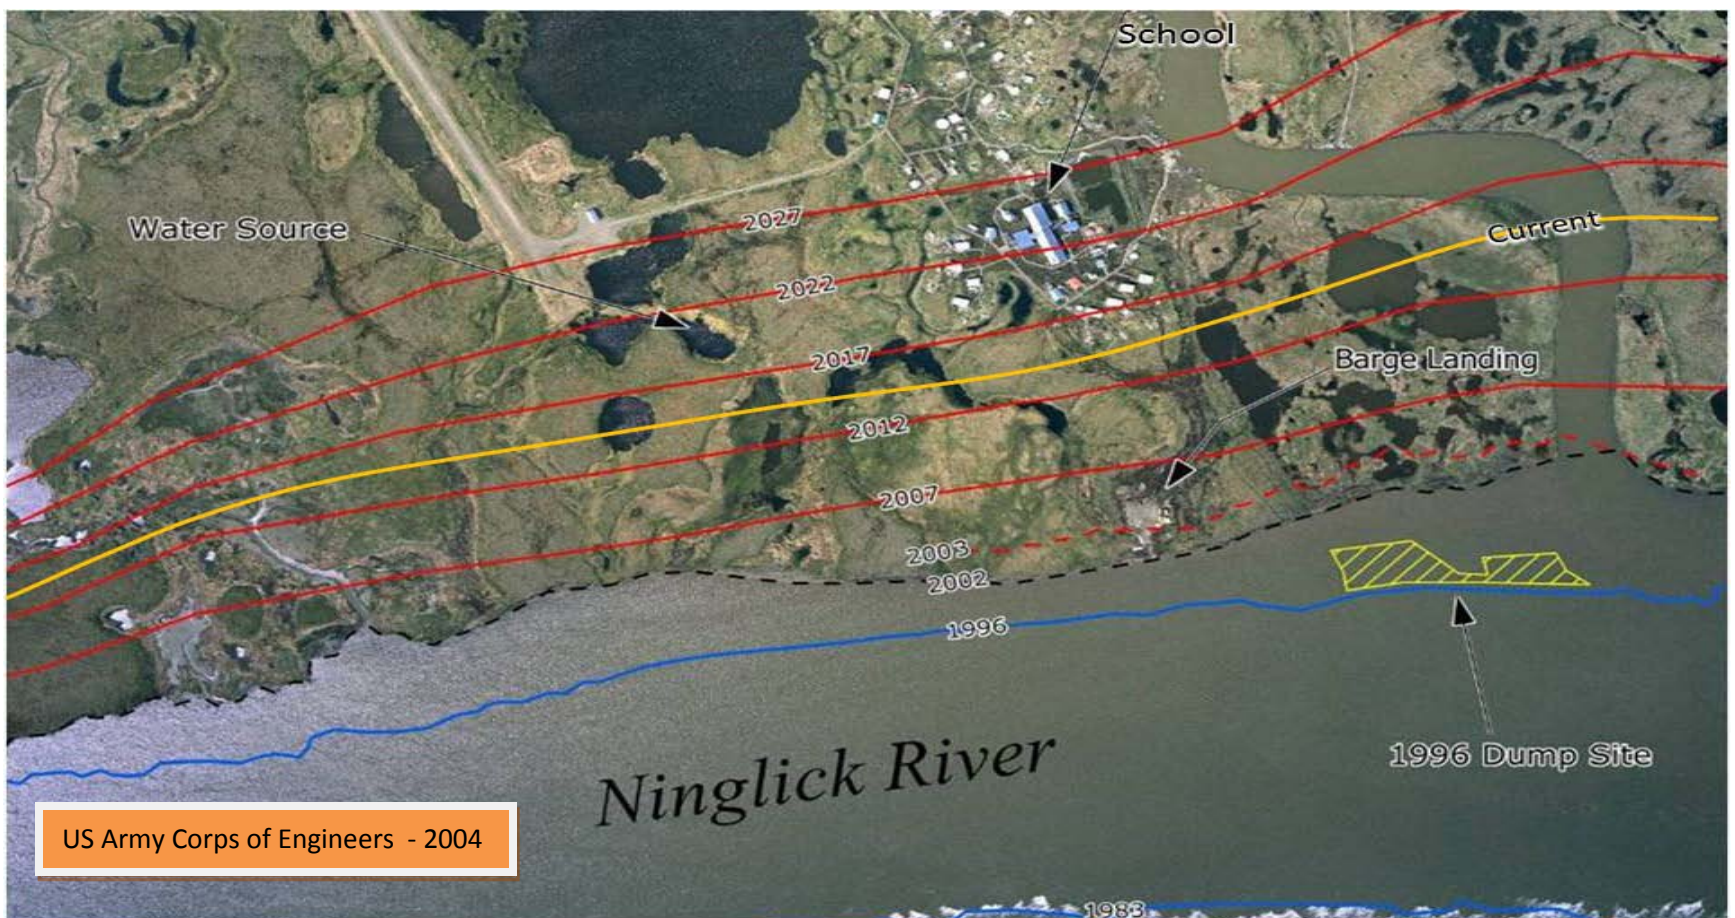 School
Water Source
2027
Current
2022
2017
Barge Landing
2012
2007
2003
2002
1996
1996 Dump Site
Ninglick River
US Army Corps of Engineers - 2004
1983